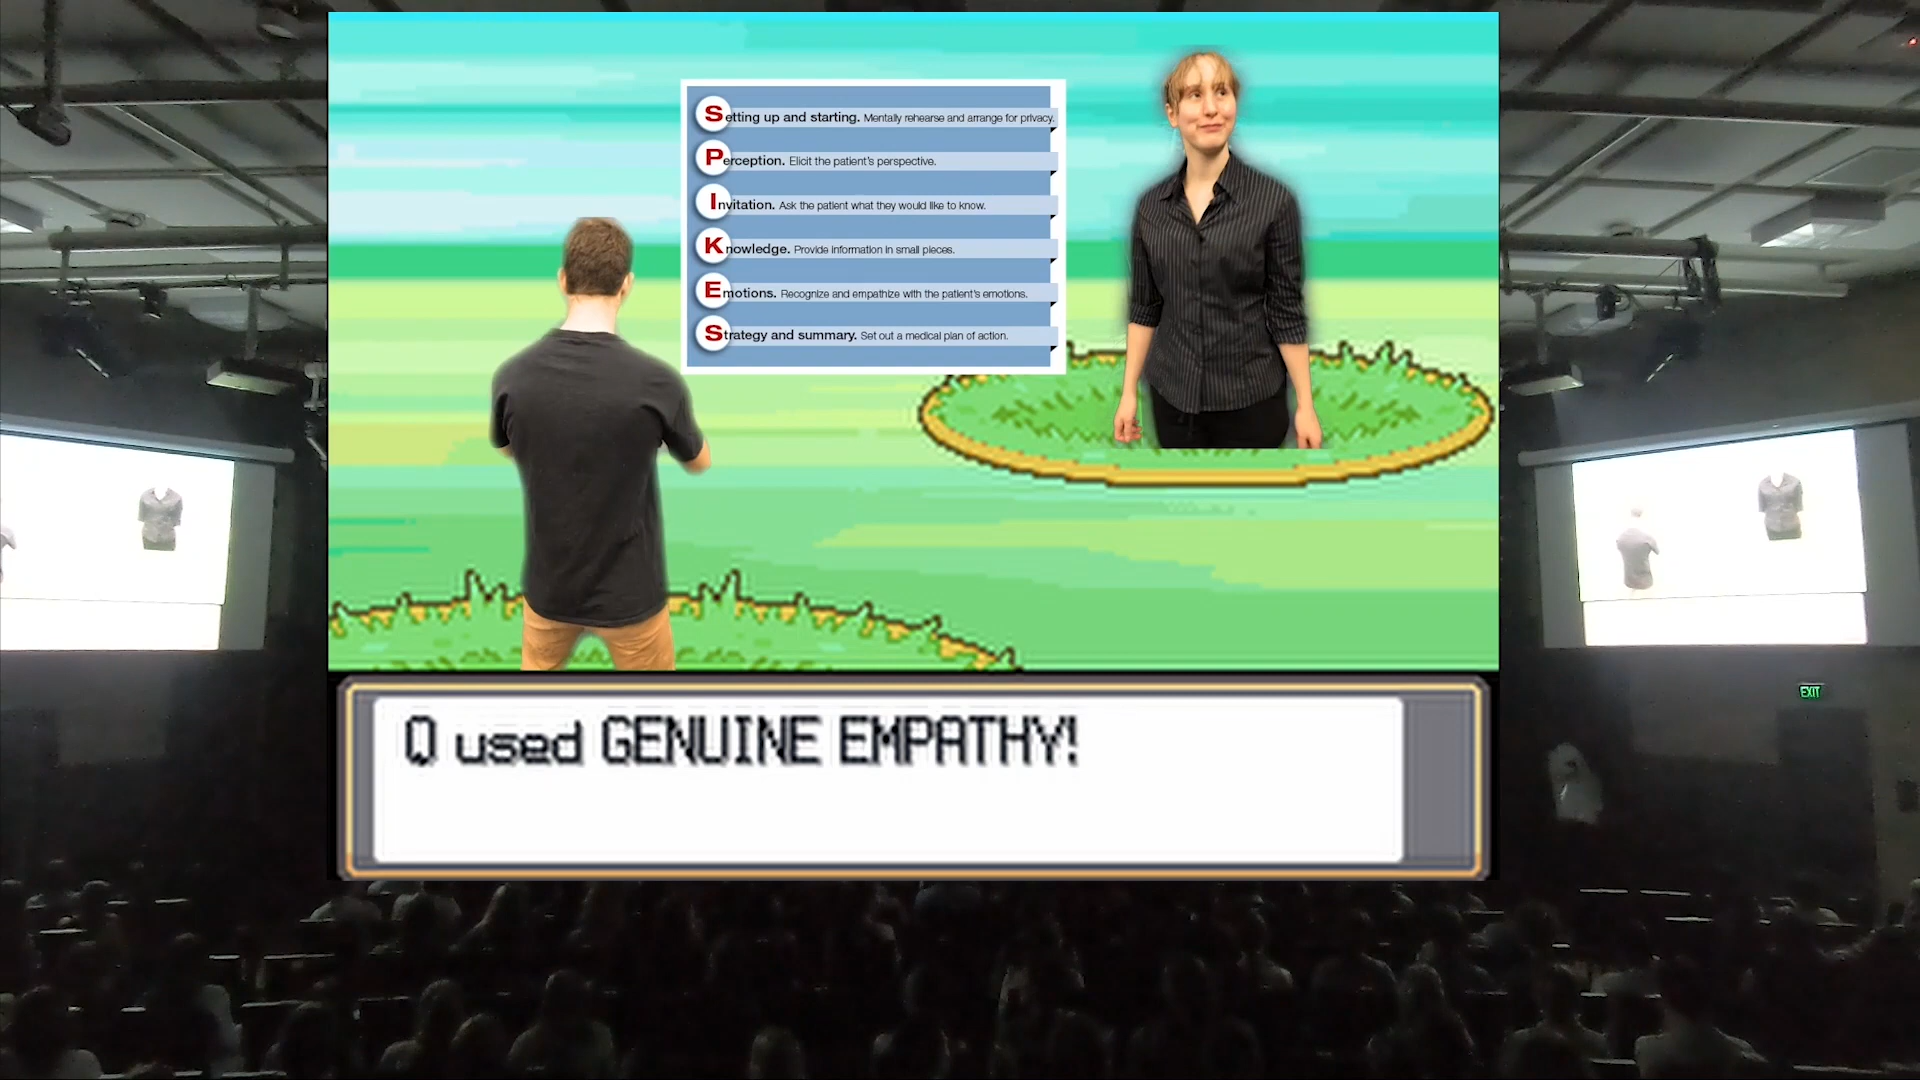 Setting up and starting. Mentally rehearse and arrange for privacy.
Perception. Elicit the patient's perspective.
Invitation. Ask the patient what they would like to know.
Knowledge. Provide information in small pieces.
Emotions. Recognize and empathize with the patient's emotions.
Strategy and summary. Set out a medical plan of action.
EXIT
Q used GENUINE EMPATHY!